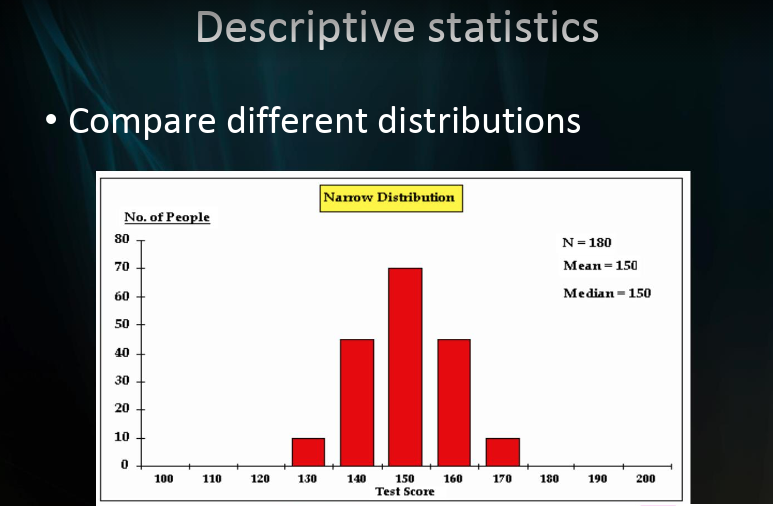 Descriptive statistics
• Compare different distributions
Narrow Distribution
No. of People
N = 180
Mean = 150
Median = 150
80
70
60
50
40
30
20
10
0
100 110 120 130 140 150 160 170 180 190 200
Test Score